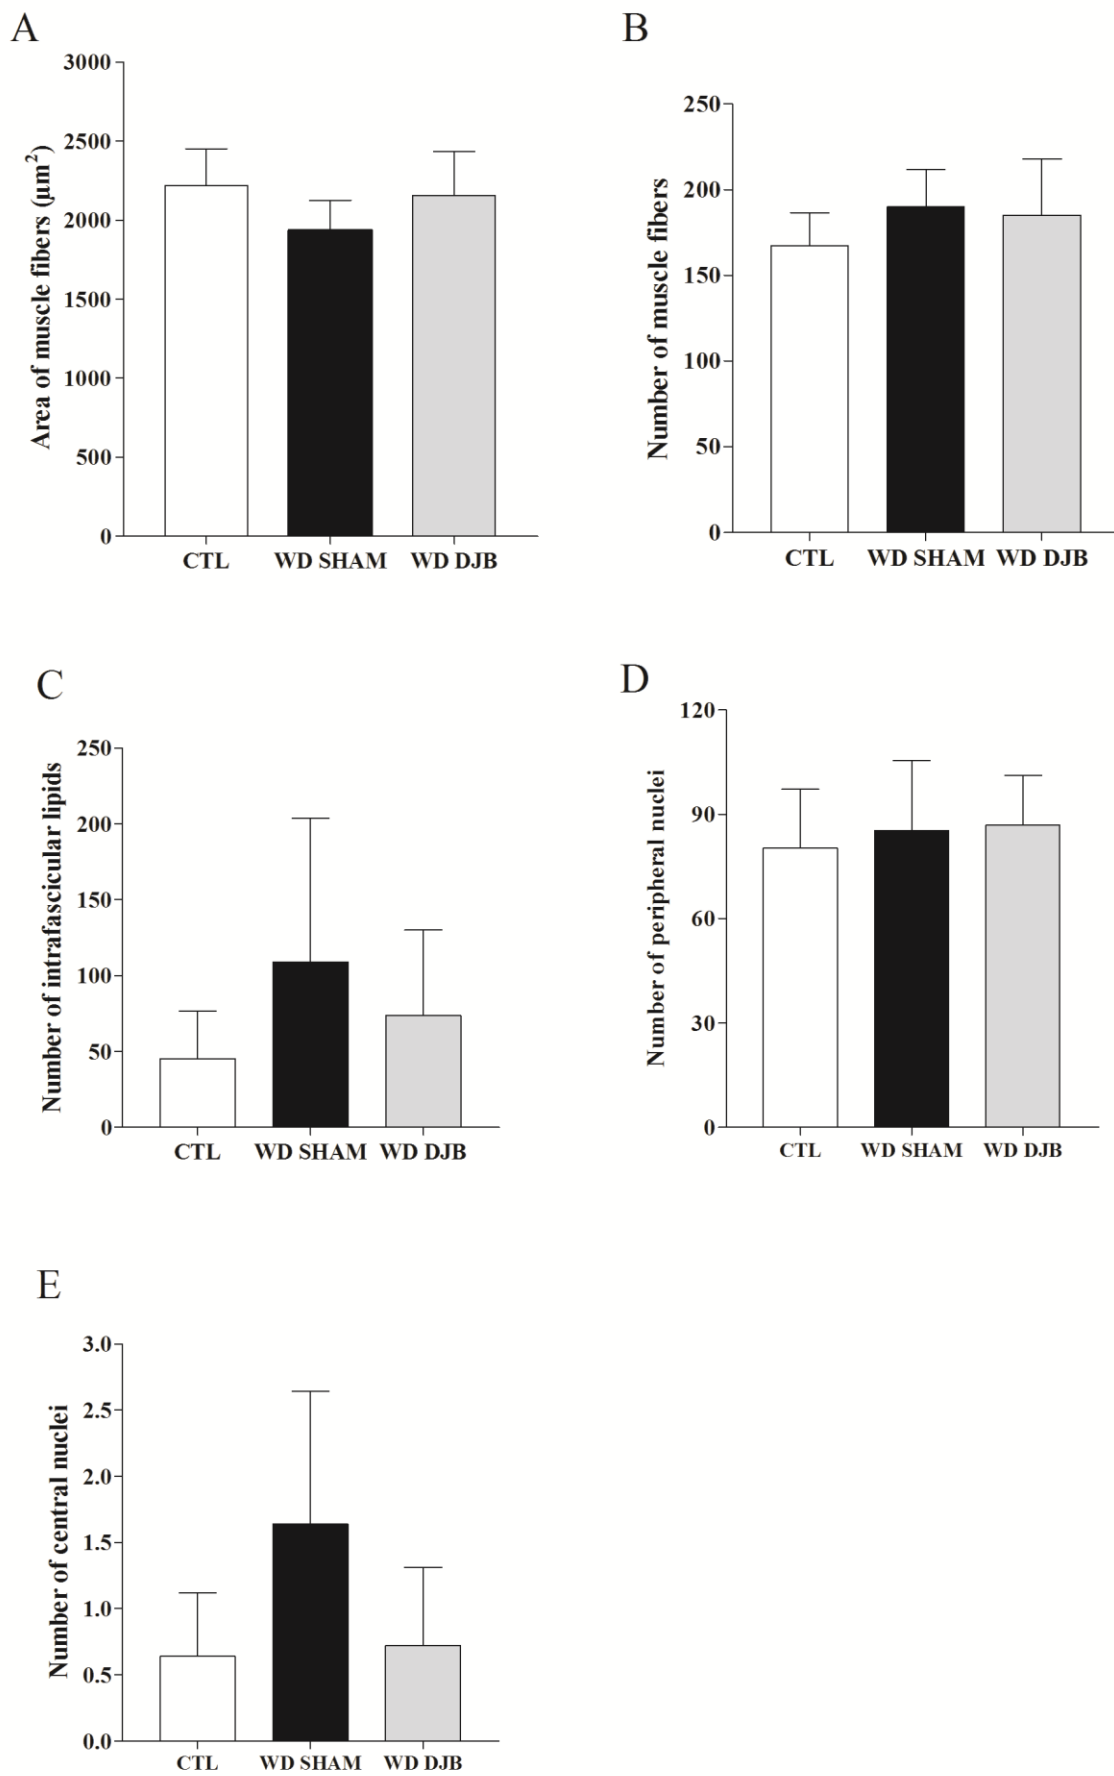 A
Area of muscle fibers (μm²)
3000
2500
2000
1500
1000
500
0
CTL WD SHAM WD DJB
B
Number of muscle fibers
250
200
150
100
50
0
CTL WD SHAM WD DJB
C
Number of intrafascicular lipids
250
200
150
100
50
0
CTL WD SHAM WD DJB
D
Number of peripheral nuclei
120
90
60
30
0
CTL WD SHAM WD DJB
E
Number of central nuclei
3.0
2.5
2.0
1.5
1.0
0.5
0.0
CTL WD SHAM WD DJB